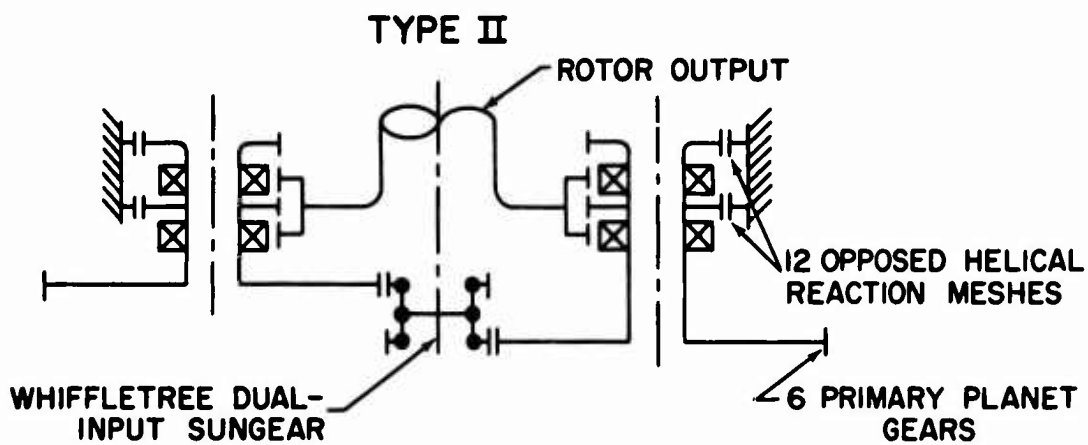 TYPE II
ROTOR OUTPUT
12 OPPOSED HELICAL
REACTION MESHES
WHIFFLETREE DUAL-
INPUT SUNGEAR
6 PRIMARY PLANET
GEARS